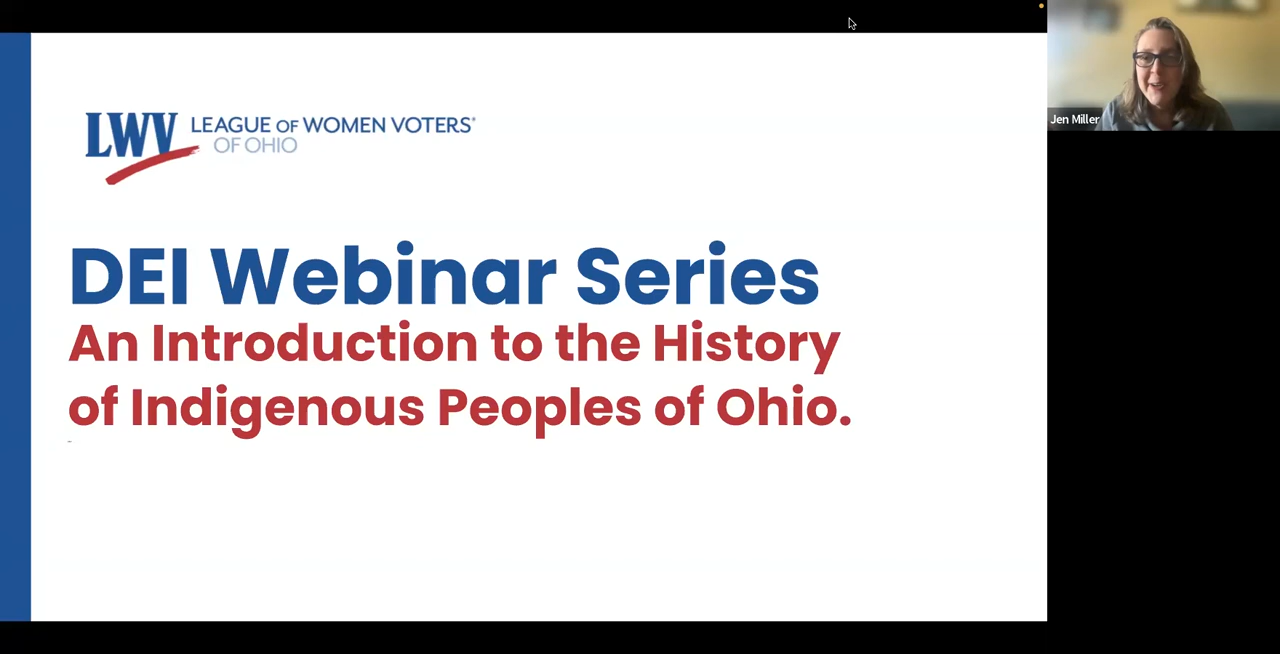 LWV LEAGUE OF WOMEN VOTERS®
OF OHIO
DEI Webinar Series
An Introduction to the History
of Indigenous Peoples of Ohio.
Jen Miller